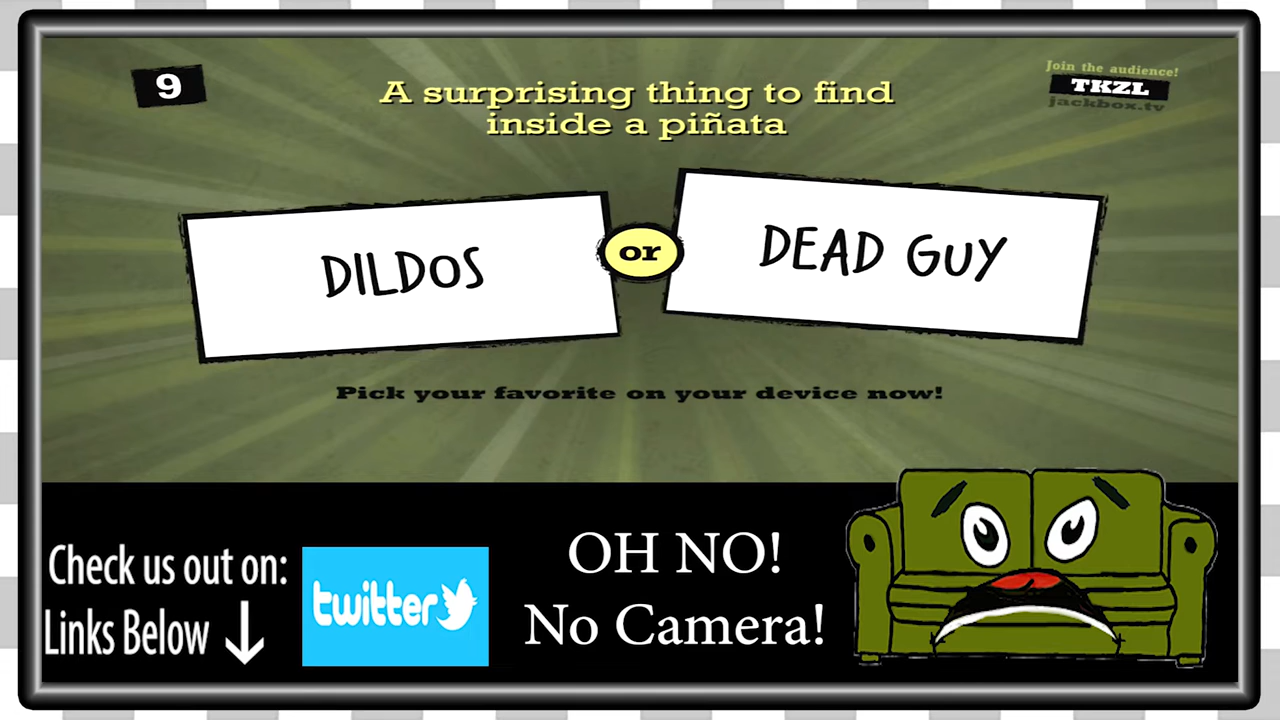 9
A surprising thing to find
inside a piñata
Join the audience!
TKZL
jackbox.tv
DILDOS
or
DEAD GUY
Pick your favorite on your device now!
Check us out on:
Links Below
twitter
OH NO!
No Camera!